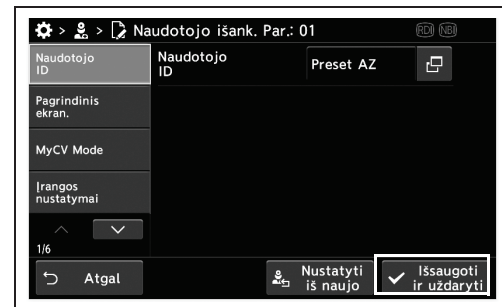 > > Naudotojo išank. Par.: 01 RDI NBI
Naudotojo
ID
Naudotojo
ID
Preset AZ
Pagrindinis
ekran.
MyCV Mode
Įrangos
nustatymai
1/6
Atgal
Nustatyti
iš naujo
Išsaugoti
ir uždaryti